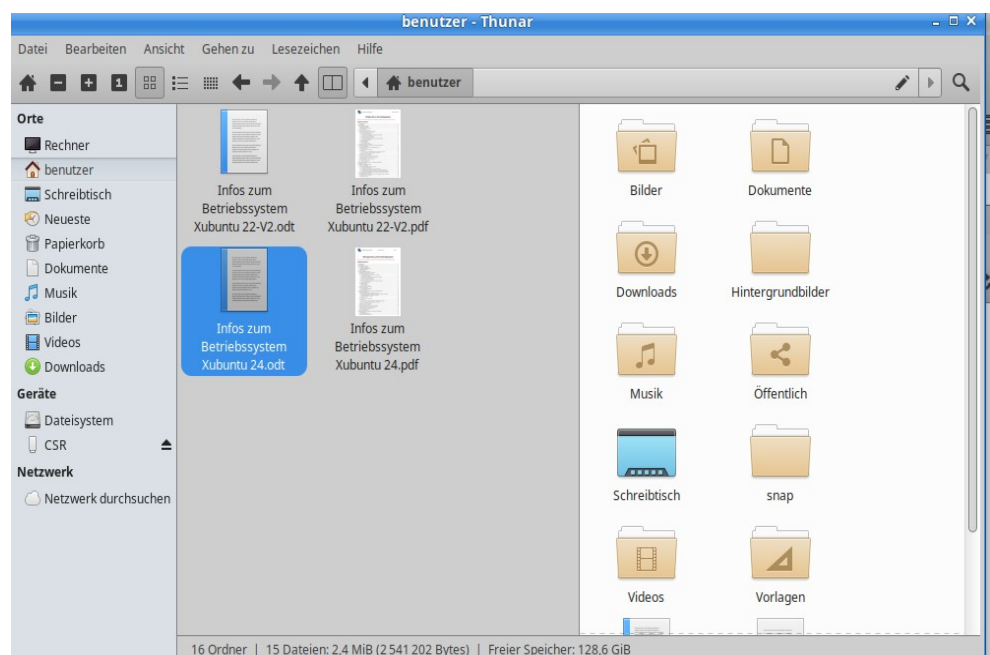 benutzer - Thunar
Datei Bearbeiten Ansicht Gehen zu Lesezeichen Hilfe
1
benutzer
Orte
Rechner
benutzer
Schreibtisch
Neueste
Papierkorb
Dokumente
Musik
Bilder
Videos
Downloads
Geräte
Dateisystem
CSR
Netzwerk
Netzwerk durchsuchen
Infos zum
Betriebssystem
Xubuntu 22-V2.odt
Infos zum
Betriebssystem
Xubuntu 22-V2.pdf
Infos zum
Betriebssystem
Xubuntu 24.odt
Infos zum
Betriebssystem
Xubuntu 24.pdf
Bilder
Dokumente
Downloads
Hintergrundbilder
Musik
Öffentlich
Schreibtisch
snap
Videos
Vorlagen
16 Ordner | 15 Dateien: 2,4 MiB (2 541 202 Bytes) | Freier Speicher: 128,6 GiB